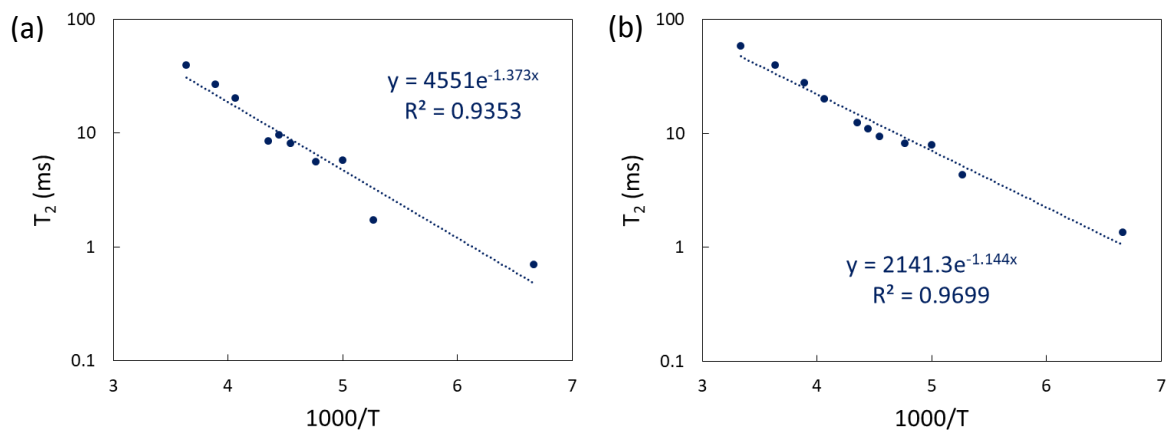 (a)
100
10
1
0.1
T₂ (ms)
y = 4551e⁻¹·³⁷³ˣ
R² = 0.9353
3 4 5 6 7
1000/T
(b)
100
10
1
0.1
T₂ (ms)
y = 2141.3e⁻¹·¹⁴⁴ˣ
R² = 0.9699
3 4 5 6 7
1000/T